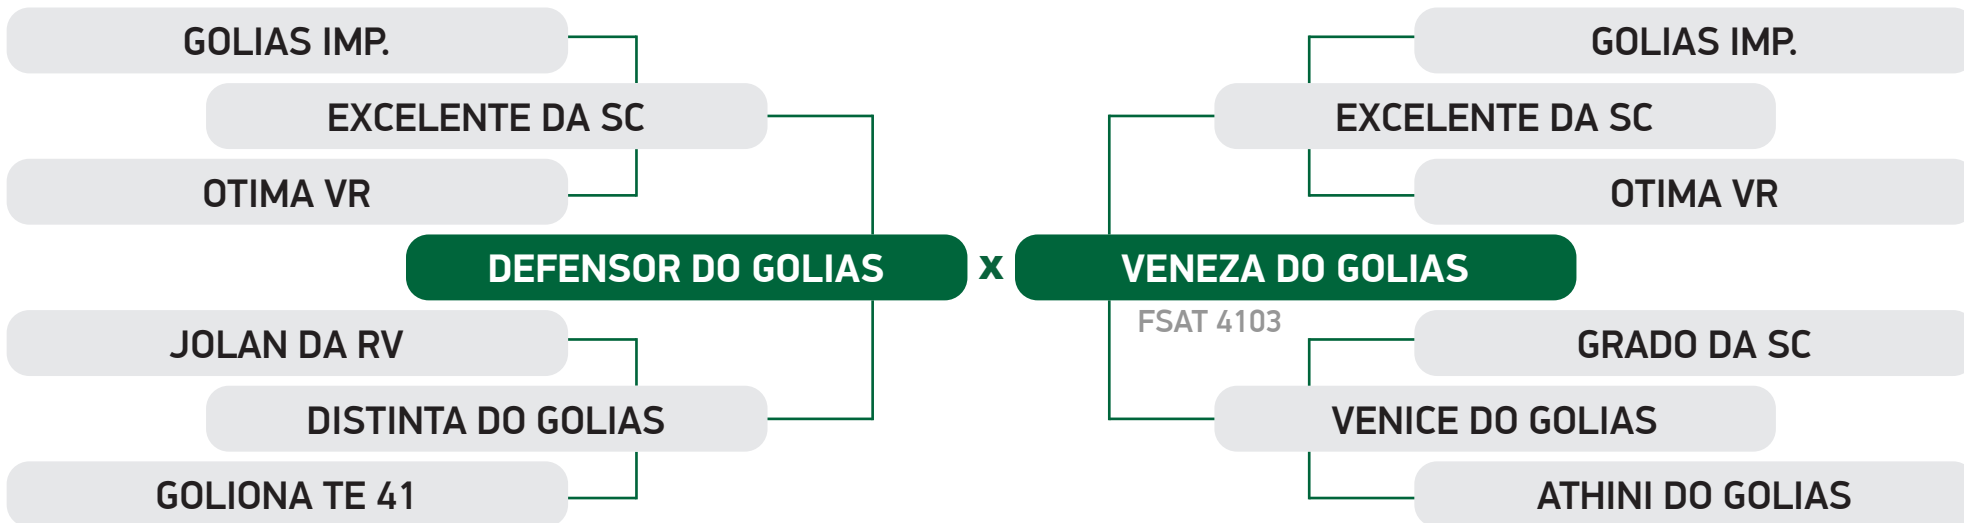 GOLIAS IMP.
GOLIAS IMP.
EXCELENTE DA SC
EXCELENTE DA SC
OTIMA VR
OTIMA VR
DEFENSOR DO GOLIAS
x
VENEZA DO GOLIAS
FSAT 4103
JOLAN DA RV
GRADO DA SC
DISTINTA DO GOLIAS
VENICE DO GOLIAS
GOLIONA TE 41
ATHINI DO GOLIAS